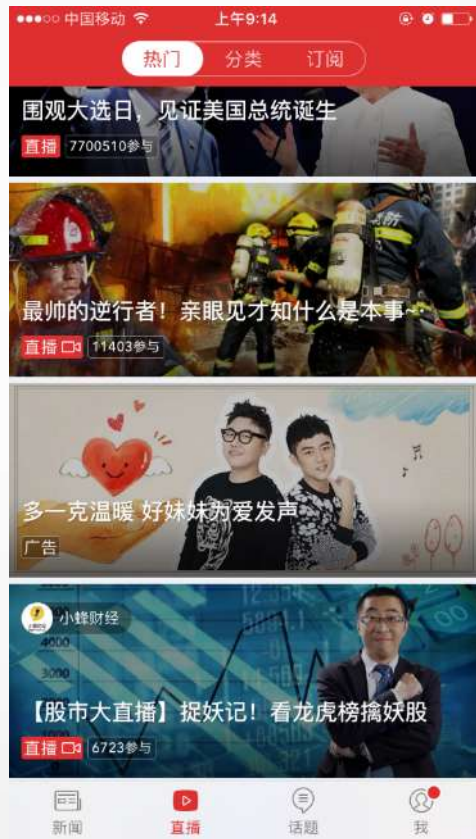 中国移动 上午9:14
热门 分类 订阅
围观大选日，见证美国总统诞生
直播 7700510参与
最帅的逆行者！亲眼见才知什么是本事~
直播 11403参与
多一克温暖 好妹妹为爱发声
广告
小蜂财经
【股市大直播】捉妖记！看龙虎榜擒妖股
直播 6723参与
新闻 直播 话题 我